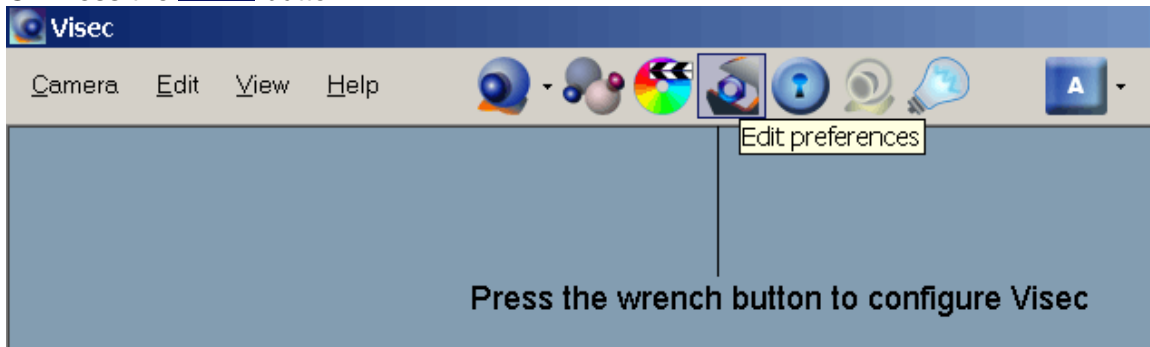 Visec
Camera Edit View Help
A
Edit preferences
Press the wrench button to configure Visec